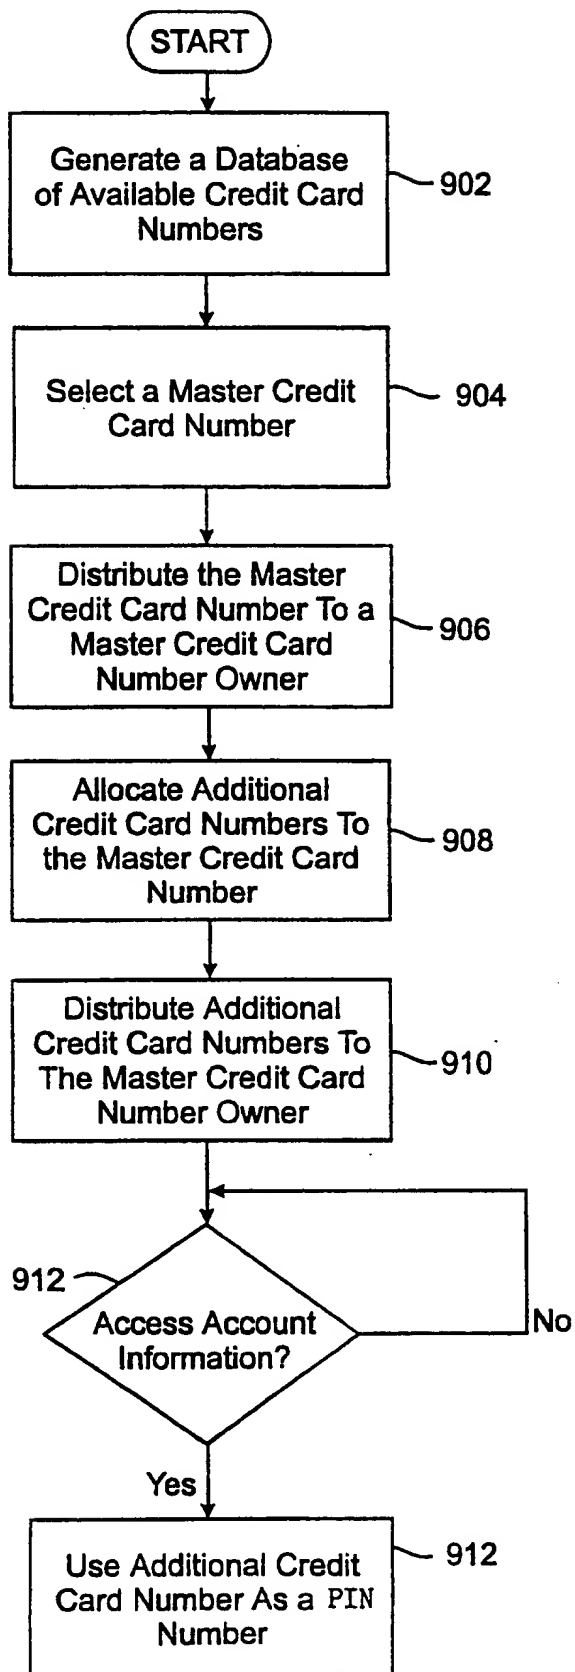 START
Generate a Database
of Available Credit Card
Numbers
902
Select a Master Credit
Card Number
904
Distribute the Master
Credit Card Number To a
Master Credit Card
Number Owner
906
Allocate Additional
Credit Card Numbers To
the Master Credit Card
Number
908
Distribute Additional
Credit Card Numbers To
The Master Credit Card
Number Owner
910
912
Access Account
Information?
No
Yes
Use Additional Credit
Card Number As a PIN
Number
912